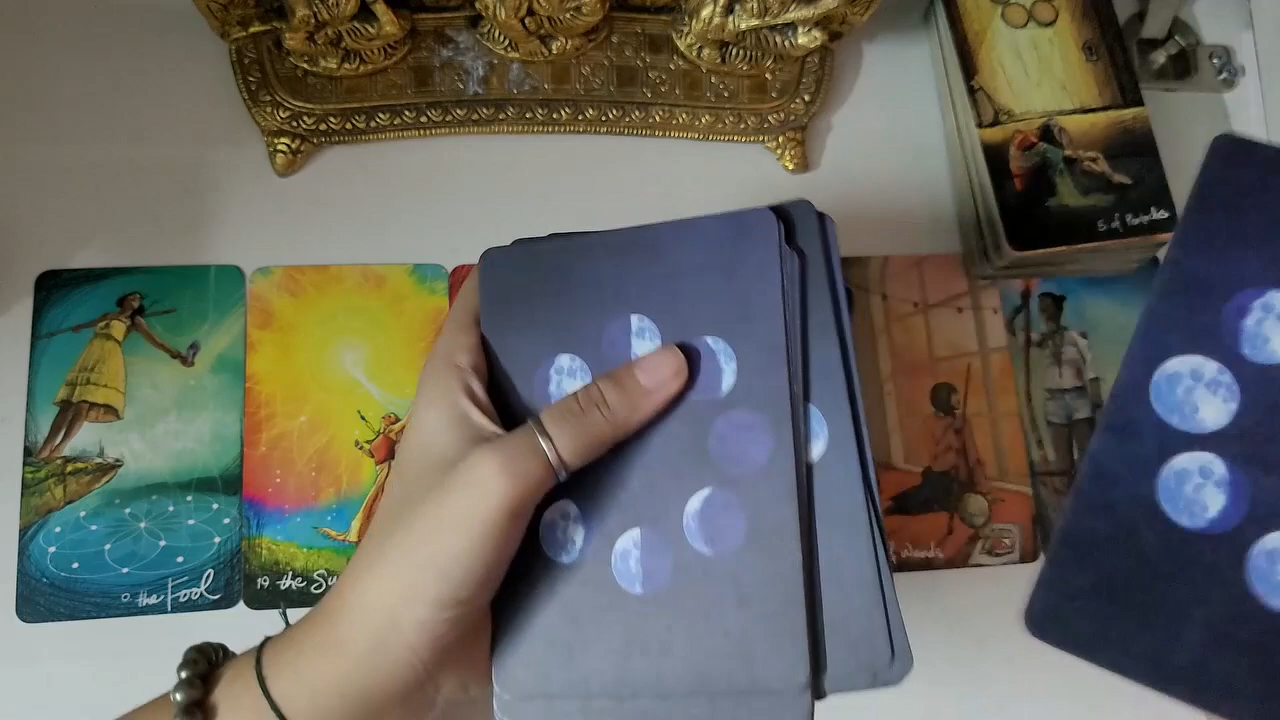 0 the Fool
19 the Su
Wands
5 of Pentacles